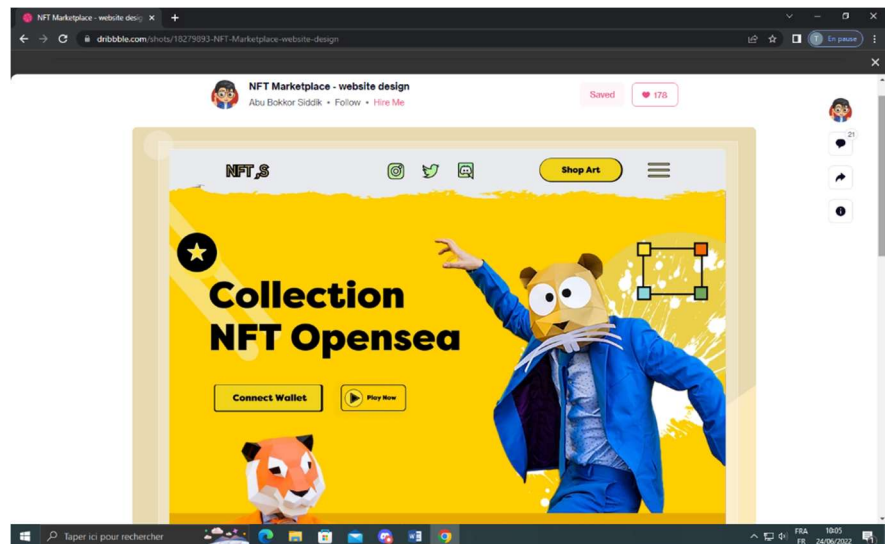 NFT Marketplace - website desig
dribbble.com/shots/18279893-NFT-Marketplace-website-design
T
En pause
NFT Marketplace - website design
Abu Bokkor Siddik • Follow • Hire Me
Saved
178
21
NFT,S
Shop Art
Collection
NFT Opensea
Connect Wallet
Play Now
Taper ici pour rechercher
FRA
FR
10:05
24/06/2022